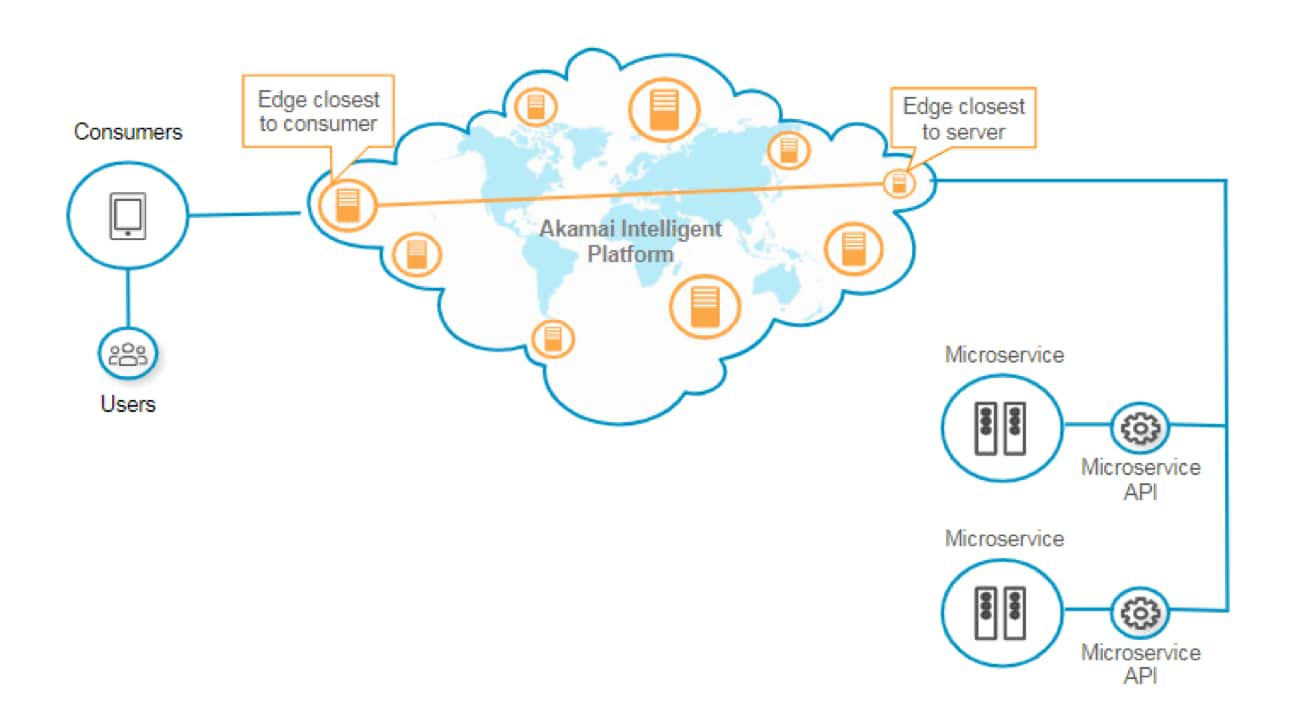 Edge closest
to consumer
Edge closest
to server
Consumers
Akamai Intelligent
Platform
Users
Microservice
Microservice
API
Microservice
Microservice
API